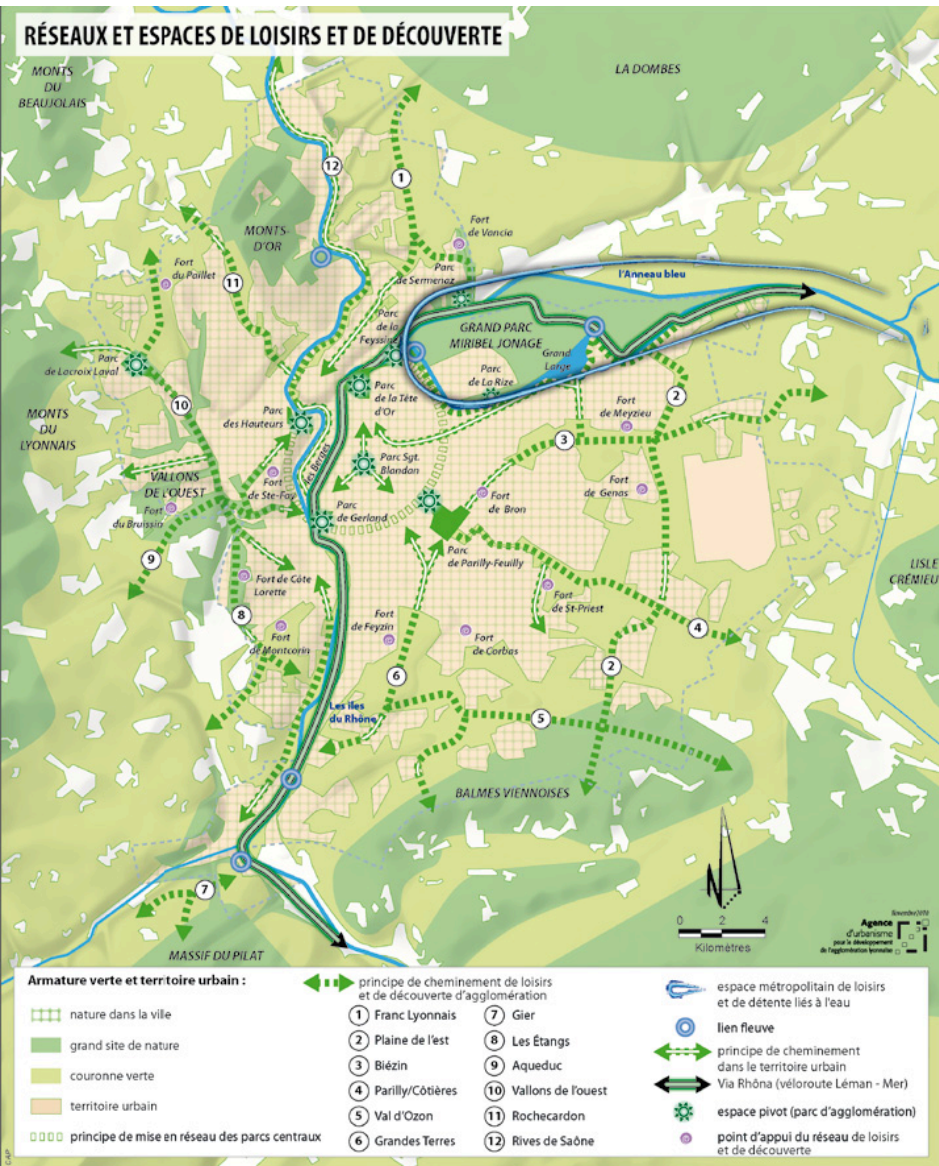 RÉSEAUX ET ESPACES DE LOISIRS ET DE DÉCOUVERTE
MONTS
DU
BEAUJOLAIS
LA DOMBES
12
1
Fort
de Vancia
MONTS-
D'OR
Fort
du Paillet
11
Parc
de Sermenaz
l'Anneau bleu
Parc
de la
Feyssine
GRAND PARC
MIRIBEL JONAGE
Grand
Large
Parc
de Lacroix Laval
Parc
de La Rize
Parc
de la Tête
d'Or
10
2
Fort
de Meyzieu
MONTS
DU
LYONNAIS
Parc
des Hauteurs
3
les Berges
Parc Sgt.
Blandan
VALLONS
DE L'OUEST
Fort
de Ste-Foy
Fort
de Genas
Fort
du Bruissin
Parc
de Gerland
Fort
de Bron
9
Parc
de Parilly-Feuilly
LISLE
CRÉMIEU
Fort de Côte
Lorette
Fort
de St-Priest
8
Fort
de Montcorin
Fort
de Feyzin
Fort
de Corbas
4
6
2
Les îles
du Rhône
5
BALMES VIENNOISES
7
MASSIF DU PILAT
0 2 4
Kilomètres
Novembre 2010
Agence
d'urbanisme
pour le développement
de l'agglomération lyonnaise
Armature verte et territoire urbain :
nature dans la ville
grand site de nature
couronne verte
territoire urbain
principe de mise en réseau des parcs centraux
principe de cheminement de loisirs
et de découverte d'agglomération
1 Franc Lyonnais
2 Plaine de l'est
3 Biézin
4 Parilly/Côtières
5 Val d'Ozon
6 Grandes Terres
7 Gier
8 Les Étangs
9 Aqueduc
10 Vallons de l'ouest
11 Rochecardon
12 Rives de Saône
espace métropolitain de loisirs
et de détente liés à l'eau
lien fleuve
principe de cheminement
dans le territoire urbain
Via Rhôna (véloroute Léman - Mer)
espace pivot (parc d'agglomération)
point d'appui du réseau de loisirs
et de découverte